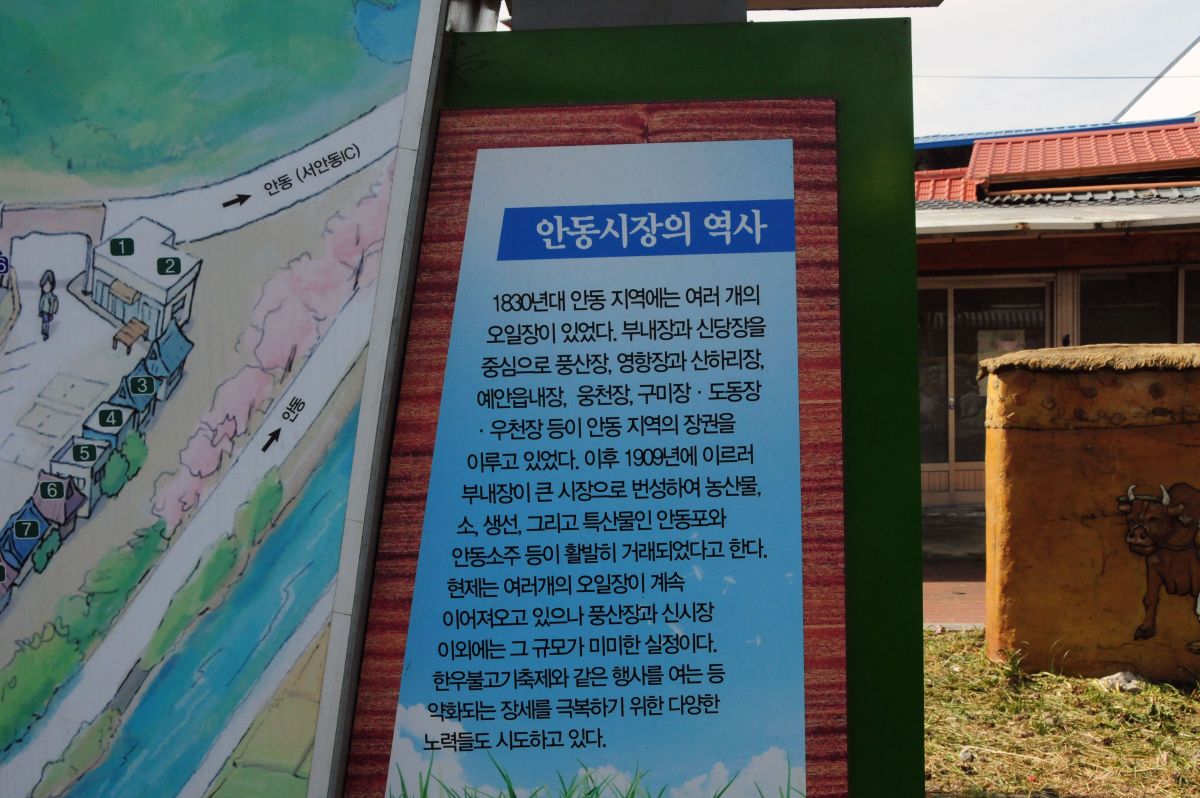 안동 (서안동IC)
1
2
3
4
5
6
7
안동
안동시장의 역사
1830년대 안동 지역에는 여러 개의
오일장이 있었다. 부내장과 신당장을
중심으로 풍산장, 영항장과 산하리장,
예안읍내장, 웅천장, 구미장 · 도동장
· 우천장 등이 안동 지역의 장권을
이루고 있었다. 이후 1909년에 이르러
부내장이 큰 시장으로 번성하여 농산물,
소, 생선, 그리고 특산물인 안동포와
안동소주 등이 활발히 거래되었다고 한다.
현제는 여러개의 오일장이 계속
이어져오고 있으나 풍산장과 신시장
이외에는 그 규모가 미미한 실정이다.
한우불고기축제와 같은 행사를 여는 등
약화되는 장세를 극복하기 위한 다양한
노력들도 시도하고 있다.